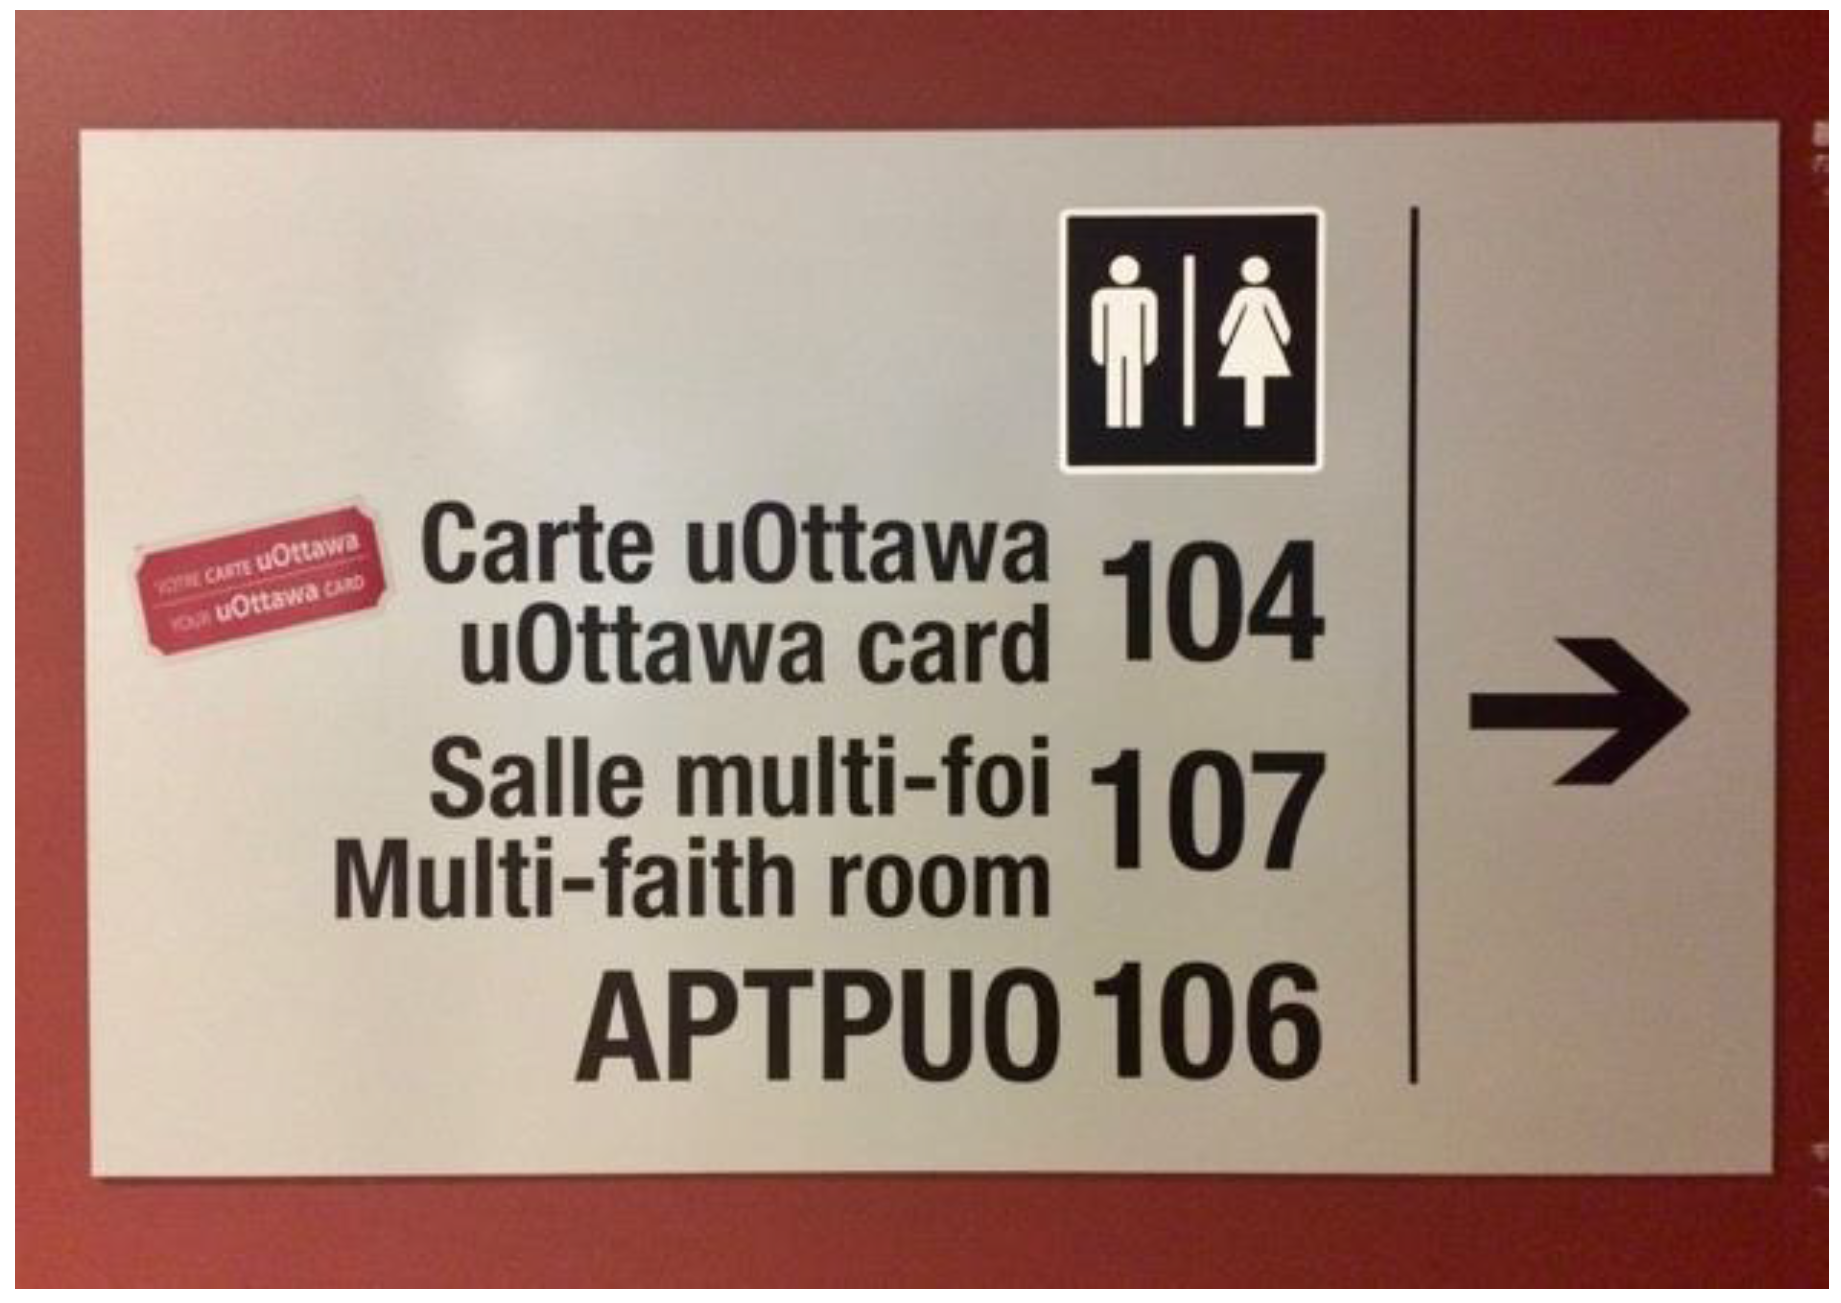 VOTRE CARTE uOttawa
YOUR uOttawa CARD
Carte uOttawa
uOttawa card
104
Salle multi-foi
Multi-faith room
107
APTPUO 106